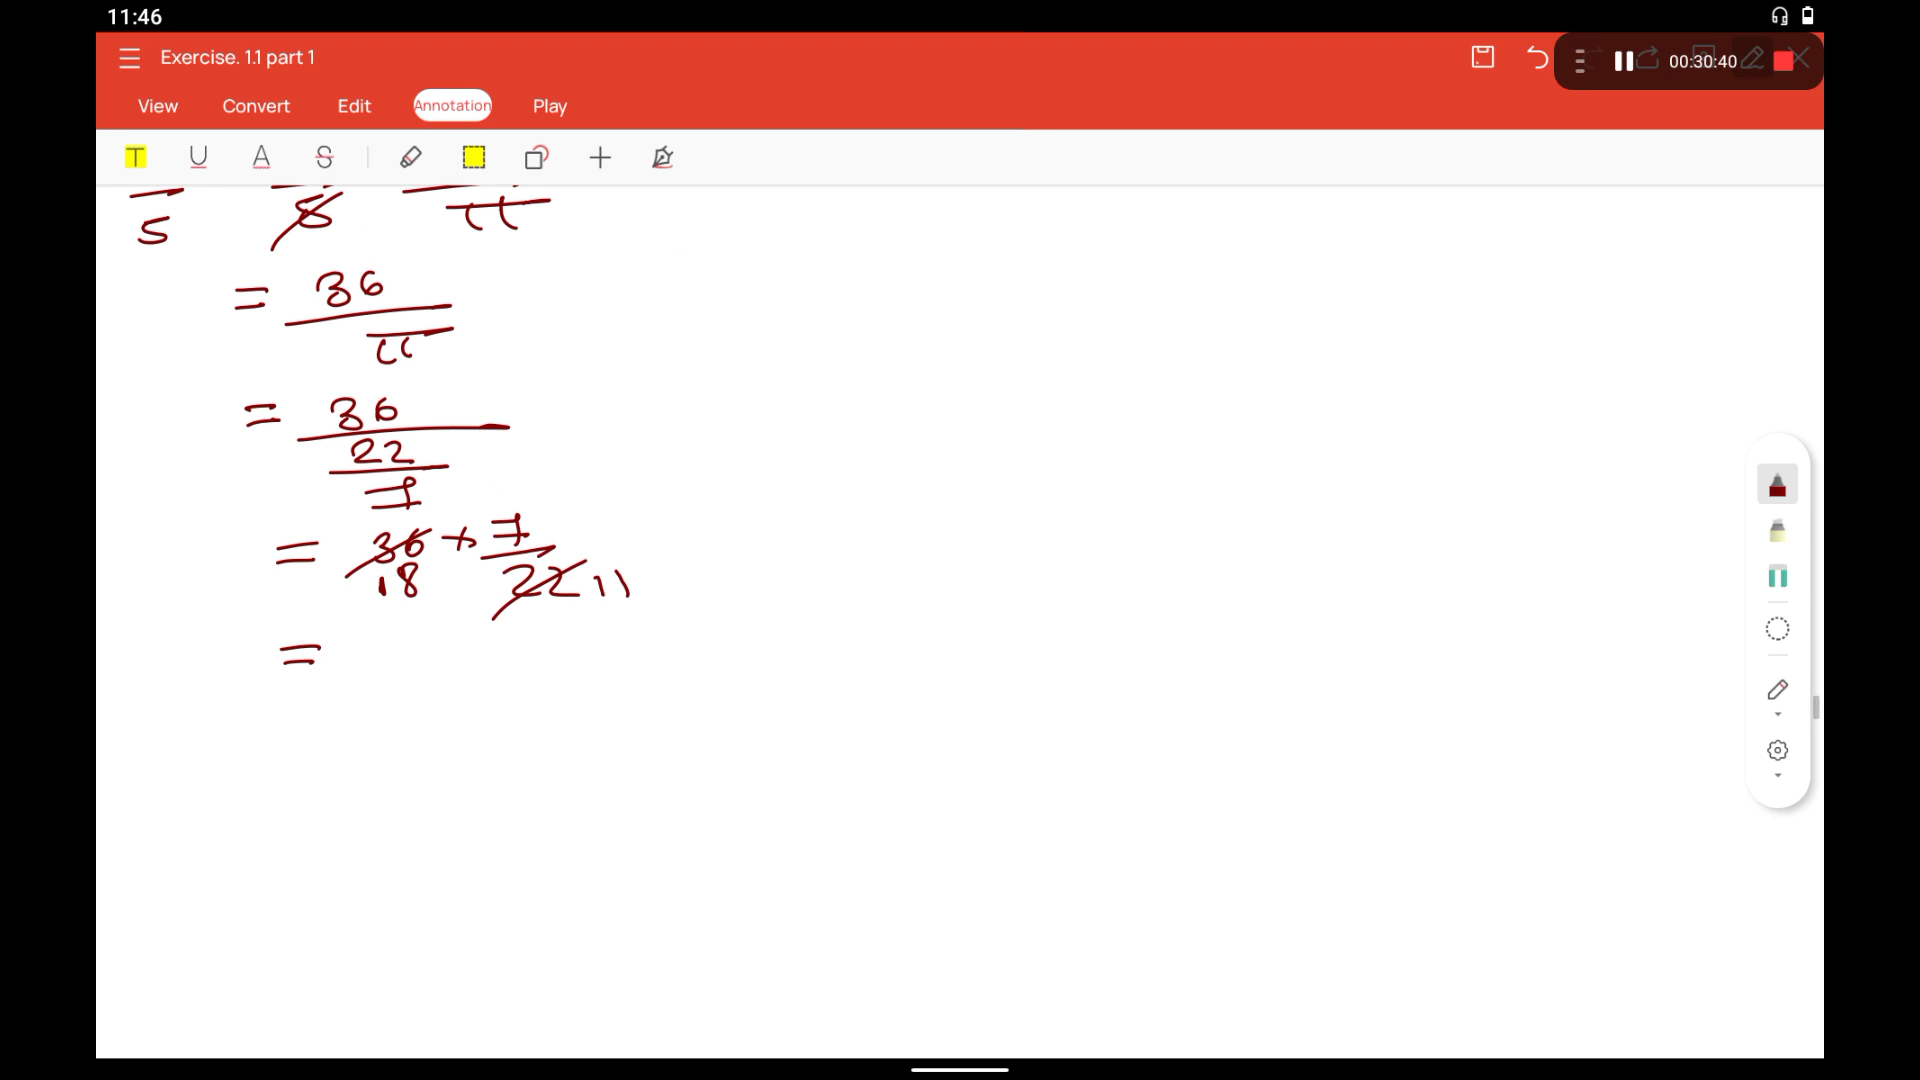 11:46
Exercise. 1.1 part 1
00:30:40
View Convert Edit Annotation Play
T U A S
5 8 π
= 36
π
= 36
22
7
= 36 + 7
18 22 11
=